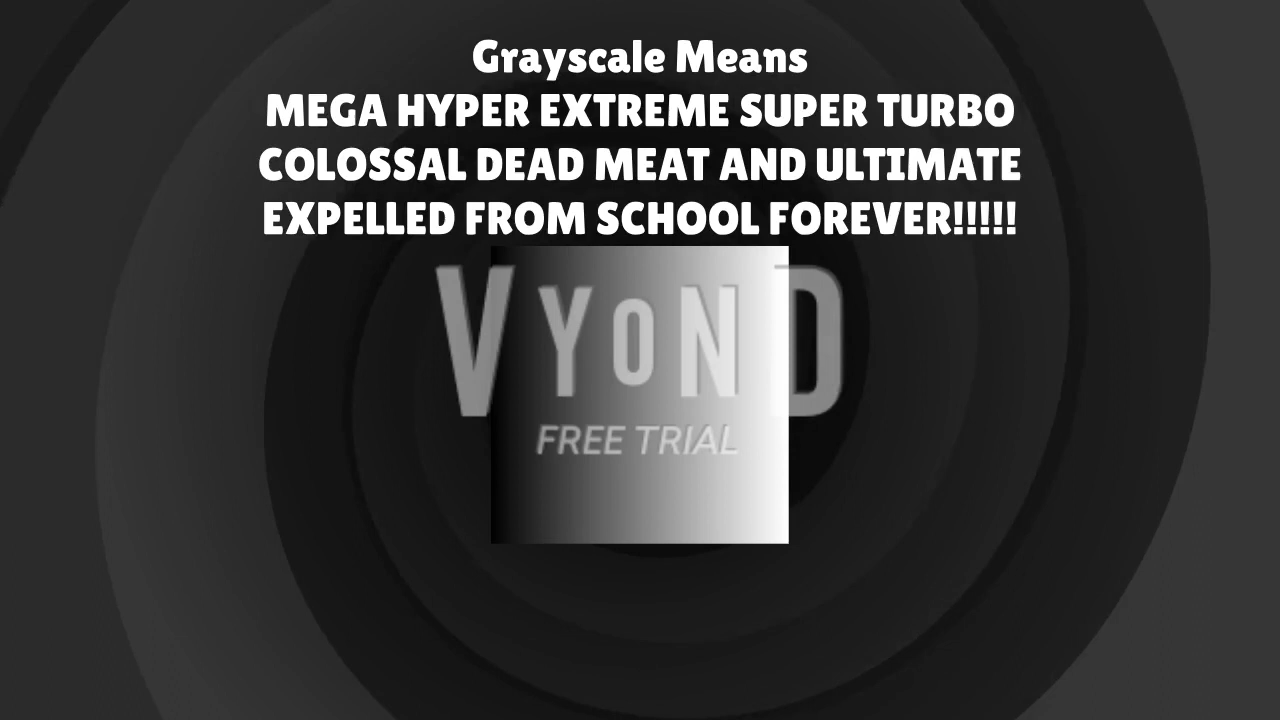 Grayscale Means
MEGA HYPER EXTREME SUPER TURBO
COLOSSAL DEAD MEAT AND ULTIMATE
EXPELLED FROM SCHOOL FOREVER!!!!!
VYOND
FREE TRIAL